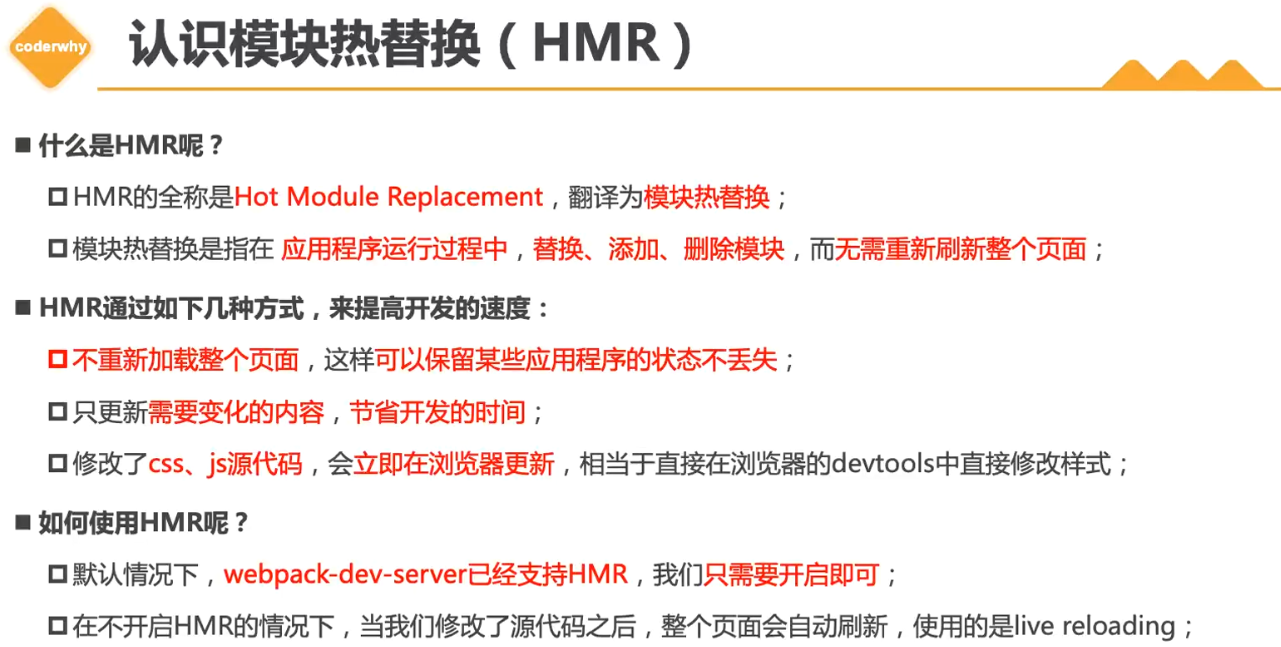 coderwhy
认识模块热替换（HMR）
什么是HMR呢？
HMR的全称是Hot Module Replacement，翻译为模块热替换；
模块热替换是指在 应用程序运行过程中，替换、添加、删除模块，而无需重新刷新整个页面；
HMR通过如下几种方式，来提高开发的速度：
不重新加载整个页面，这样可以保留某些应用程序的状态不丢失；
只更新需要变化的内容，节省开发的时间；
修改了css、js源代码，会立即在浏览器更新，相当于直接在浏览器的devtools中直接修改样式；
如何使用HMR呢？
默认情况下，webpack-dev-server已经支持HMR，我们只需要开启即可；
在不开启HMR的情况下，当我们修改了源代码之后，整个页面会自动刷新，使用的是live reloading；